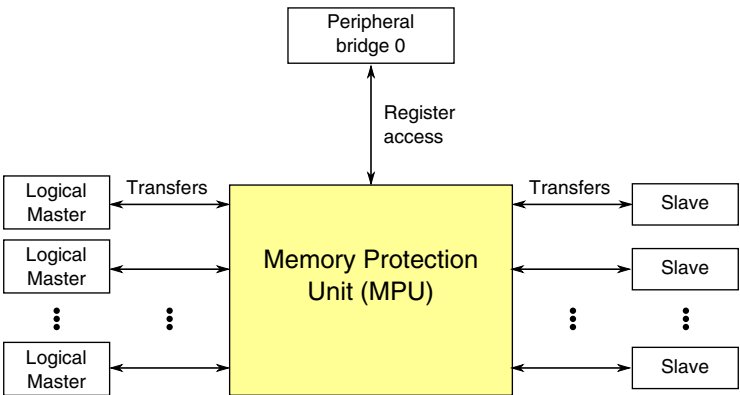 Peripheral
bridge 0
Register
access
Logical
Master
Transfers
Transfers
Slave
Memory Protection
Unit (MPU)
Logical
Master
Slave
Logical
Master
Slave